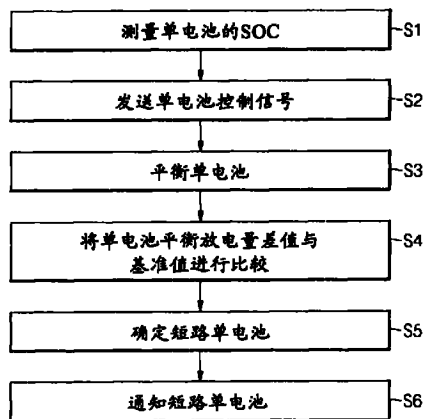 测量单电池的SOC
S1
发送单电池控制信号
S2
平衡单电池
S3
将单电池平衡放电量差值与
基准值进行比较
S4
确定短路单电池
S5
通知短路单电池
S6